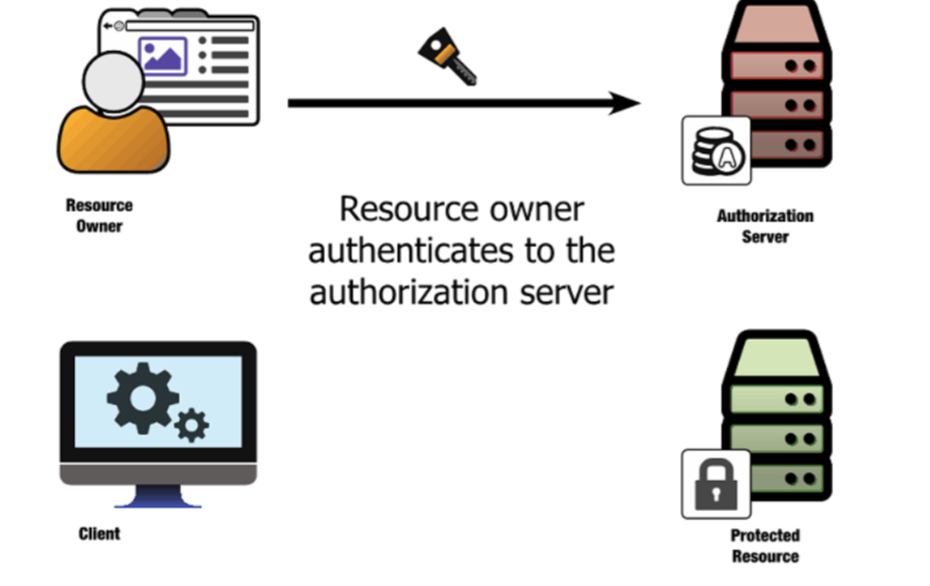 Resource
Owner
Resource owner
authenticates to the
authorization server
Authorization
Server
A
Client
Protected
Resource